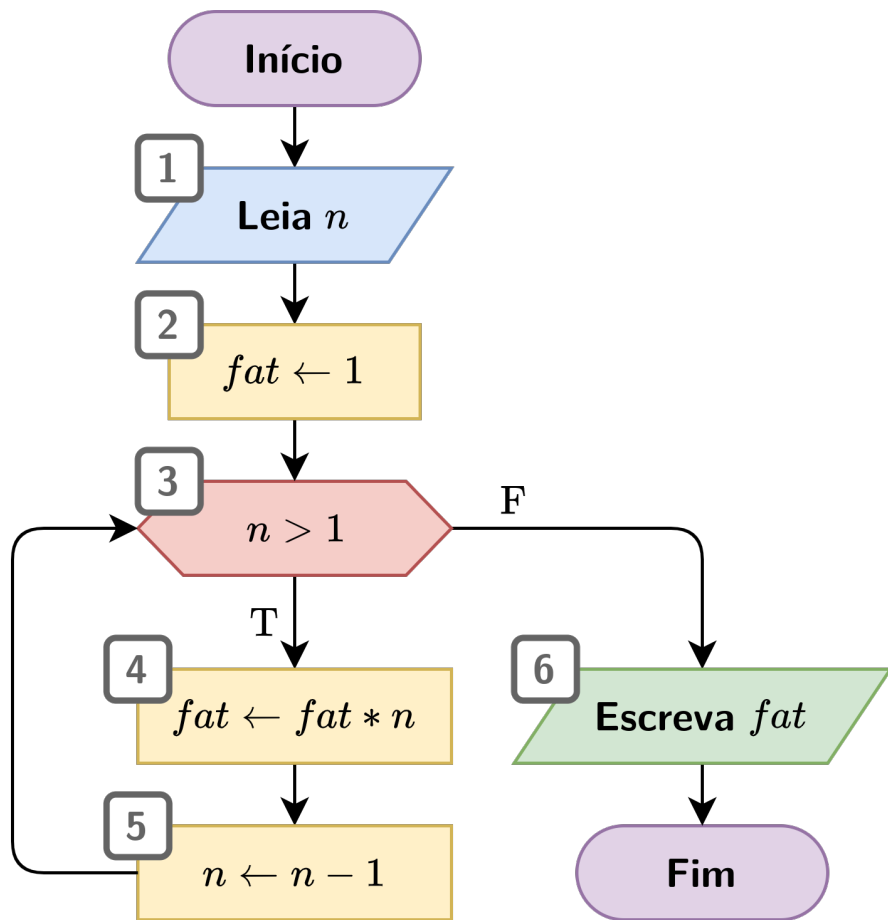 Início
1
Leia n
2
fat ← 1
3
n > 1
F
T
4
fat ← fat * n
6
Escreva fat
5
n ← n − 1
Fim